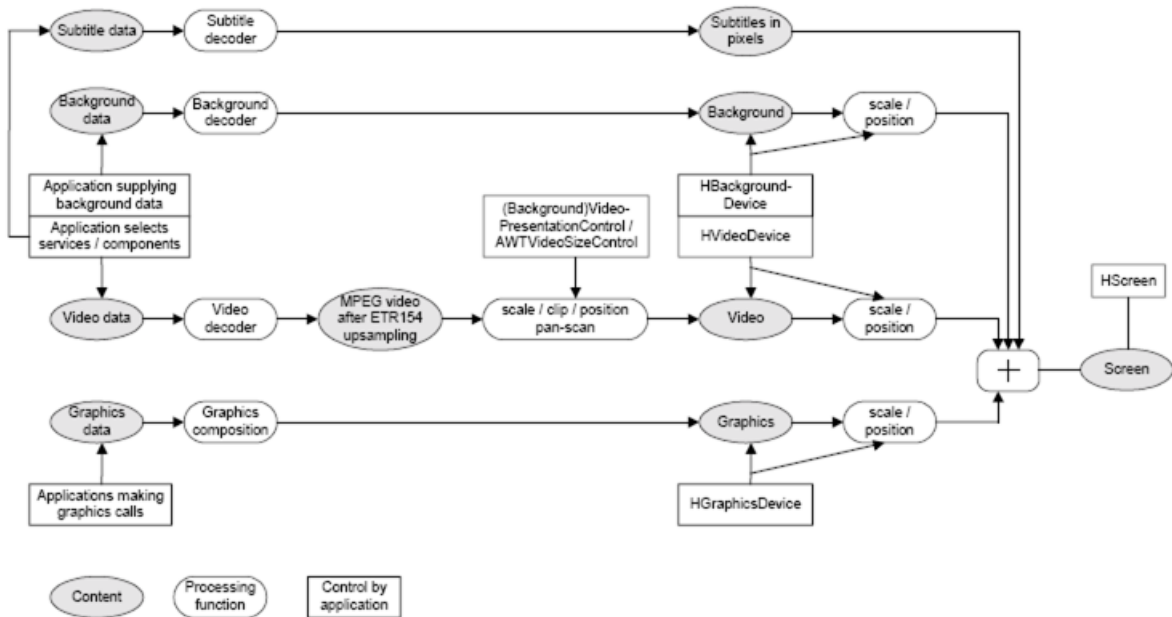 Subtitle data
Subtitle
decoder
Subtitles in
pixels
Background
data
Background
decoder
Background
scale /
position
Application supplying
background data
Application selects
services / components
(Background)Video-
PresentationControl /
AWTVideoSizeControl
HBackground-
Device
HVideoDevice
HScreen
Video data
Video
decoder
MPEG video
after ETR154
upsampling
scale / clip / position
pan-scan
Video
scale /
position
+
Screen
Graphics
data
Graphics
composition
Graphics
scale /
position
Applications making
graphics calls
HGraphicsDevice
Content
Processing
function
Control by
application